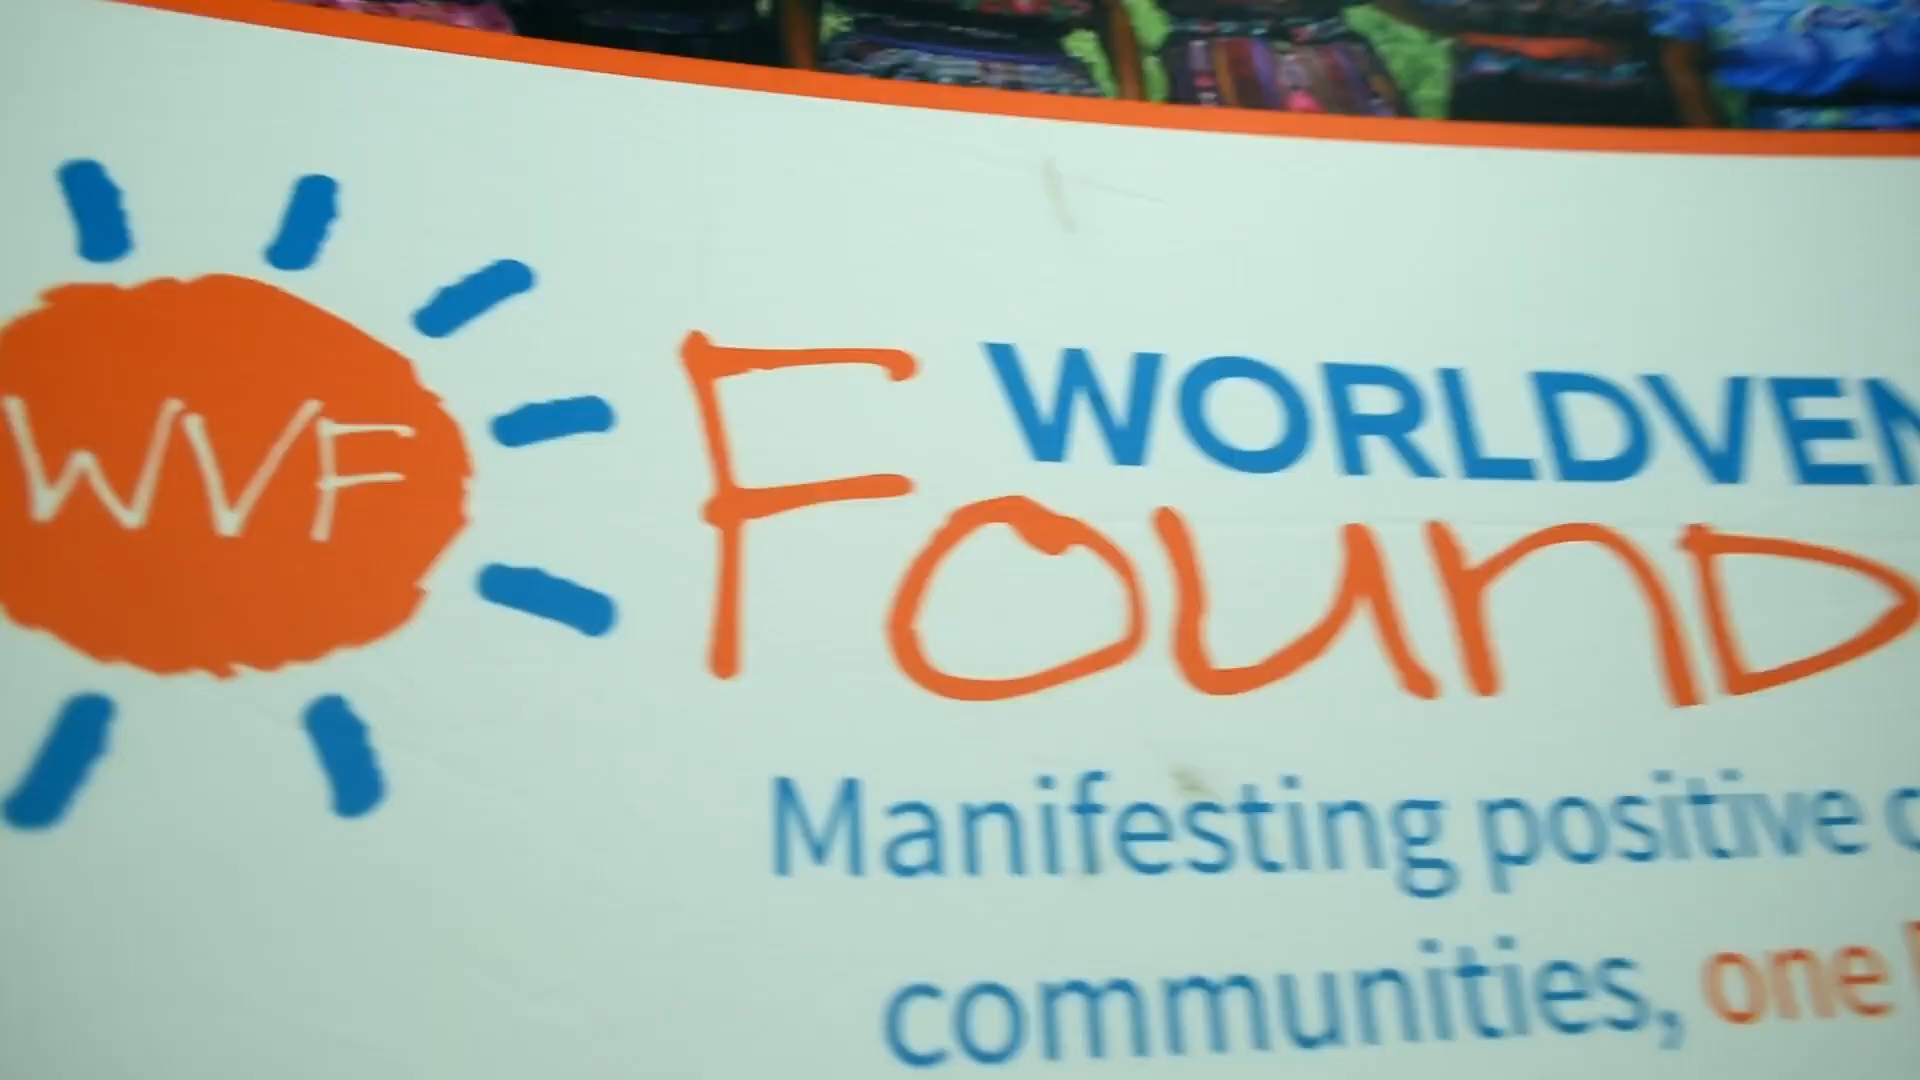 WVF
WORLDVEN
FOUND
Manifesting positive c
communities, one